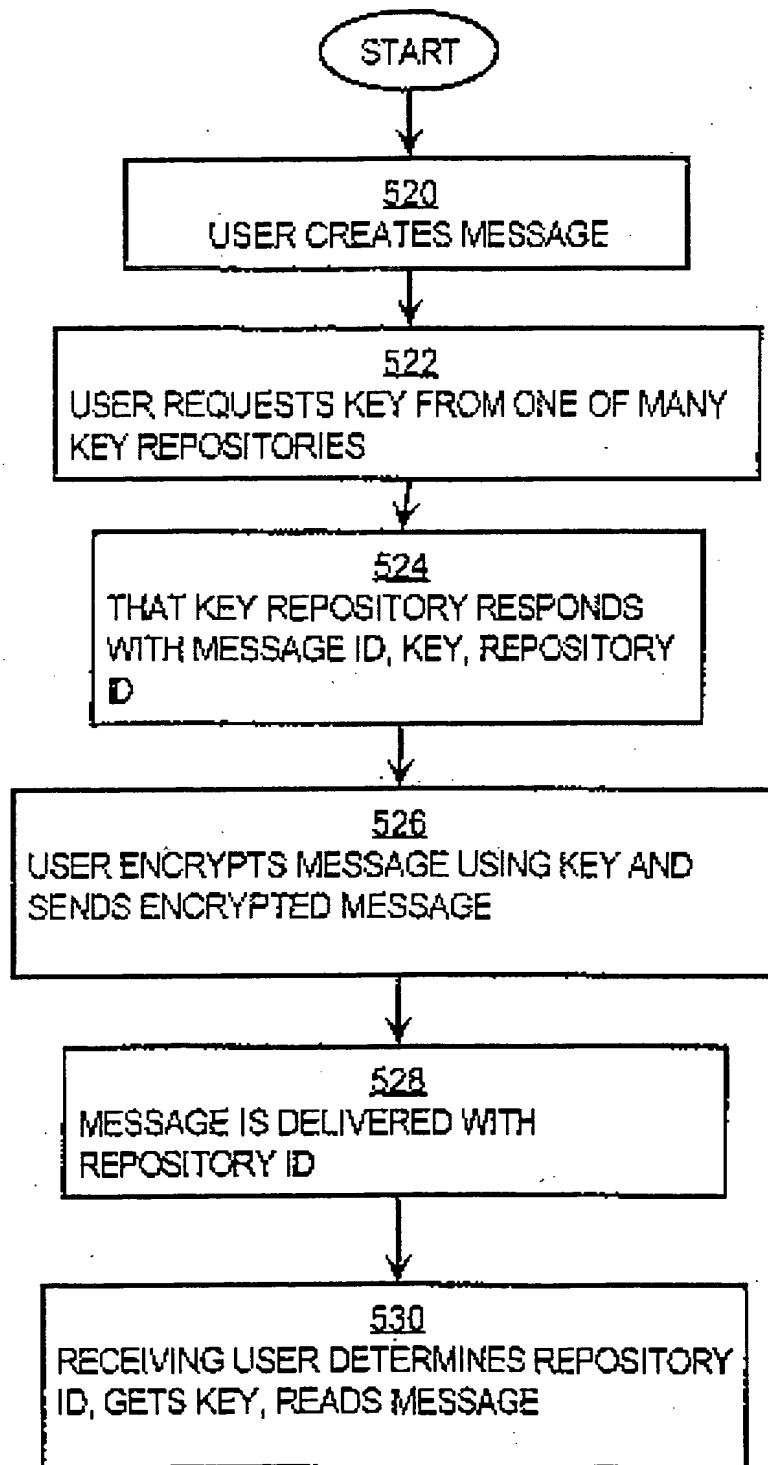 START
520
USER CREATES MESSAGE
522
USER REQUESTS KEY FROM ONE OF MANY
KEY REPOSITORIES
524
THAT KEY REPOSITORY RESPONDS
WITH MESSAGE ID, KEY, REPOSITORY
ID
526
USER ENCRYPTS MESSAGE USING KEY AND
SENDS ENCRYPTED MESSAGE
528
MESSAGE IS DELIVERED WITH
REPOSITORY ID
530
RECEIVING USER DETERMINES REPOSITORY
ID, GETS KEY, READS MESSAGE